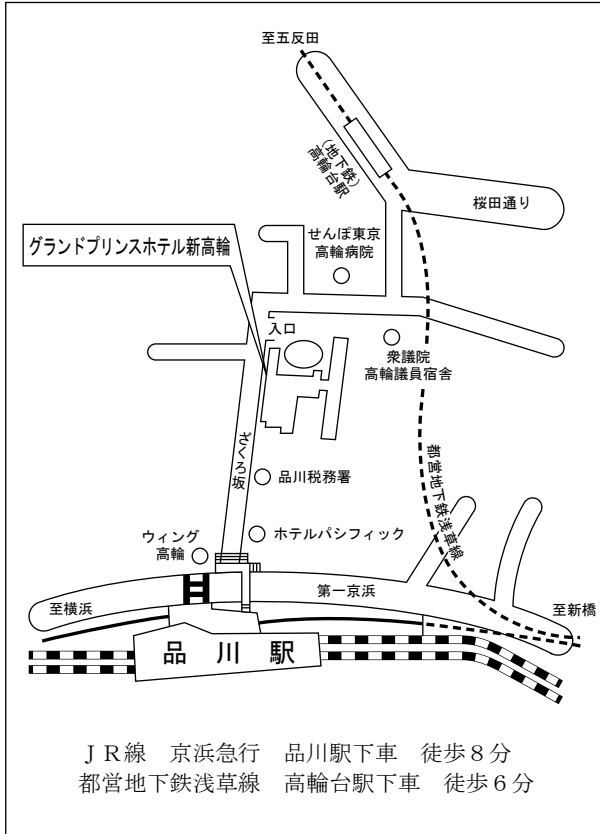 至五反田
（地下鉄）
高輪台駅
桜田通り
せんぽ東京
高輪病院
グランドプリンスホテル新高輪
入口
衆議院
高輪議員宿舎
ざくろ坂
都営地下鉄浅草線
品川税務署
ウィング
高輪
ホテルパシフィック
第一京浜
至横浜
至新橋
品川駅
ＪＲ線　京浜急行　品川駅下車　徒歩８分
都営地下鉄浅草線　高輪台駅下車　徒歩６分